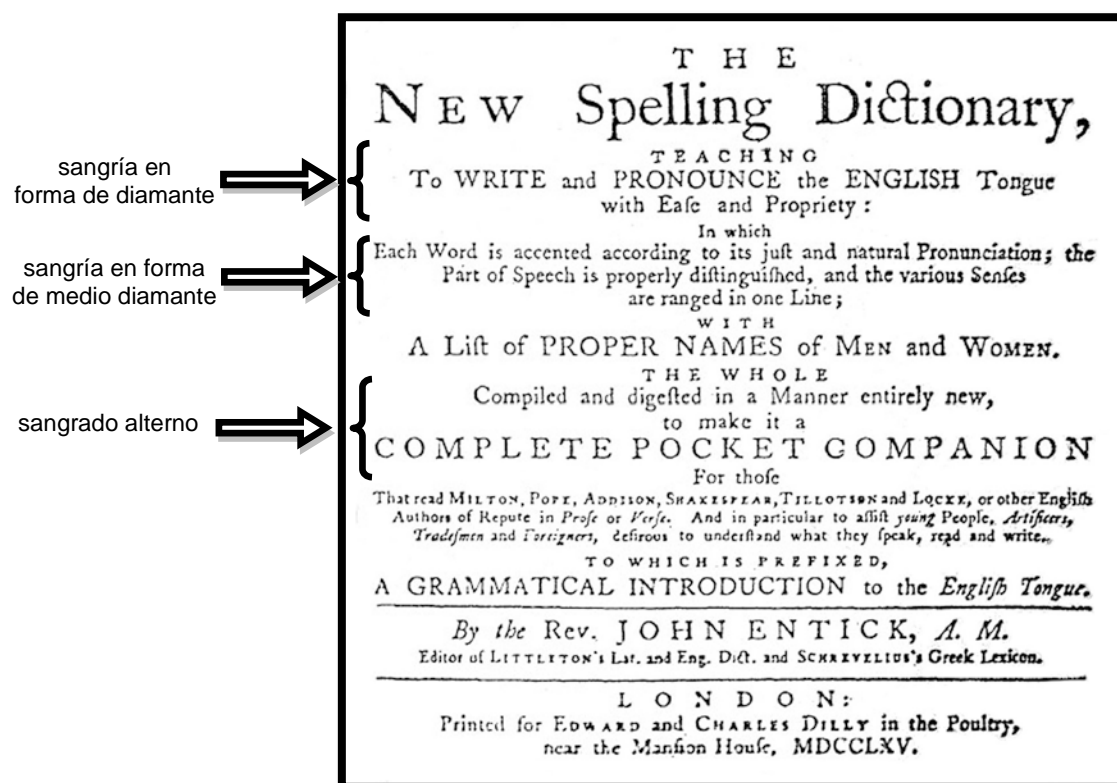 THE
NEW Spelling Dictionary,
TEACHING
To WRITE and PRONOUNCE the ENGLISH Tongue
with Eaſe and Propriety :
In which
Each Word is accented according to its juſt and natural Pronunciation; the
Part of Speech is properly diſtinguiſhed, and the various Senſes
are ranged in one Line;
WITH
A Liſt of PROPER NAMES of MEN and WOMEN.
THE WHOLE
Compiled and digeſted in a Manner entirely new,
to make it a
COMPLETE POCKET COMPANION
For thoſe
That read MILTON, POPE, ADDISON, SHAKESPEAR, TILLOTSON and LOCKE, or other Engliſh
Authors of Repute in Proſe or Verſe. And in particular to aſſiſt young People, Artificers,
Tradeſmen and Foreigners, deſirous to underſtand what they ſpeak, read and write.
TO WHICH IS PREFIXED,
A GRAMMATICAL INTRODUCTION to the Engliſh Tongue.
By the Rev. JOHN ENTICK, A. M.
Editor of LITTLETON's Lat. and Eng. Dict. and SCHREVELIUS's Greek Lexicon.
LONDON:
Printed for EDWARD and CHARLES DILLY in the Poultry,
near the Manſion Houſe, MDCCLXV.
sangría en
forma de diamante
sangría en forma
de medio diamante
sangrado alterno